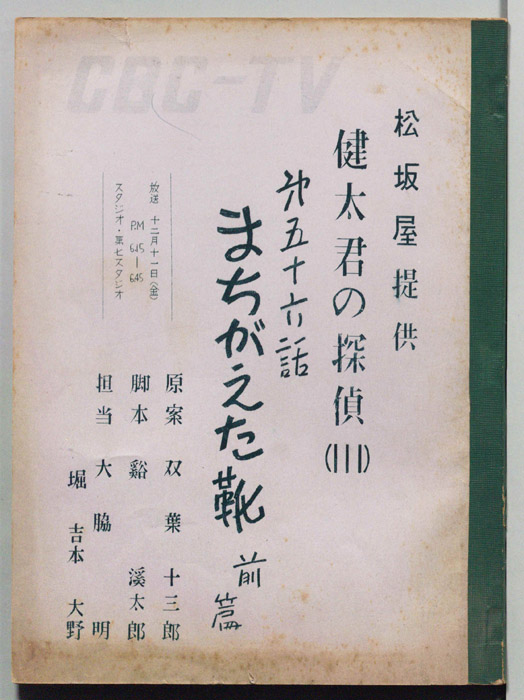 CBC-TV
松坂屋提供
健太君の探偵(III)
第五十六話
まちがえた靴 前篇
放送 十二月十一日(金)
P.M 6.15-6.45
スタジオ・第七スタジオ
原案 双葉十三郎
脚本 谿渓太郎
担当 大脇明
堀 吉本 大野